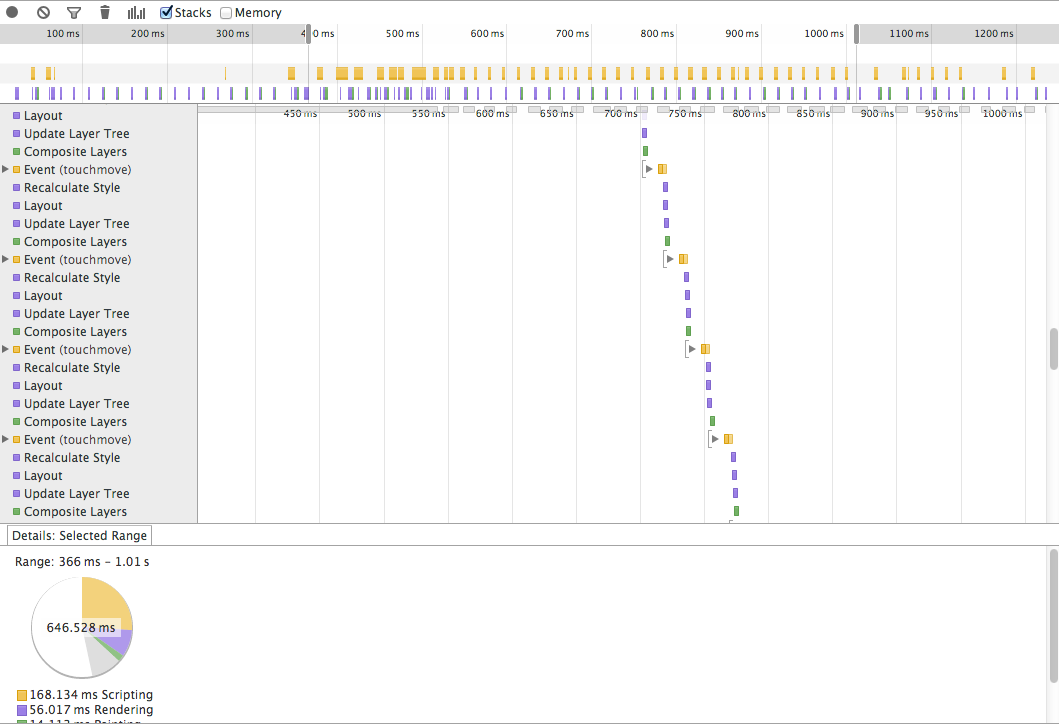 Stacks Memory
100 ms 200 ms 300 ms 400 ms 500 ms 600 ms 700 ms 800 ms 900 ms 1000 ms 1100 ms 1200 ms
Layout 450 ms 500 ms 550 ms 600 ms 650 ms 700 ms 750 ms 800 ms 850 ms 900 ms 950 ms 1000 ms
Update Layer Tree
Composite Layers
Event (touchmove)
Recalculate Style
Layout
Update Layer Tree
Composite Layers
Event (touchmove)
Recalculate Style
Layout
Update Layer Tree
Composite Layers
Event (touchmove)
Recalculate Style
Layout
Update Layer Tree
Composite Layers
Event (touchmove)
Recalculate Style
Layout
Update Layer Tree
Composite Layers
Details: Selected Range
Range: 366 ms – 1.01 s
646.528 ms
168.134 ms Scripting
56.017 ms Rendering